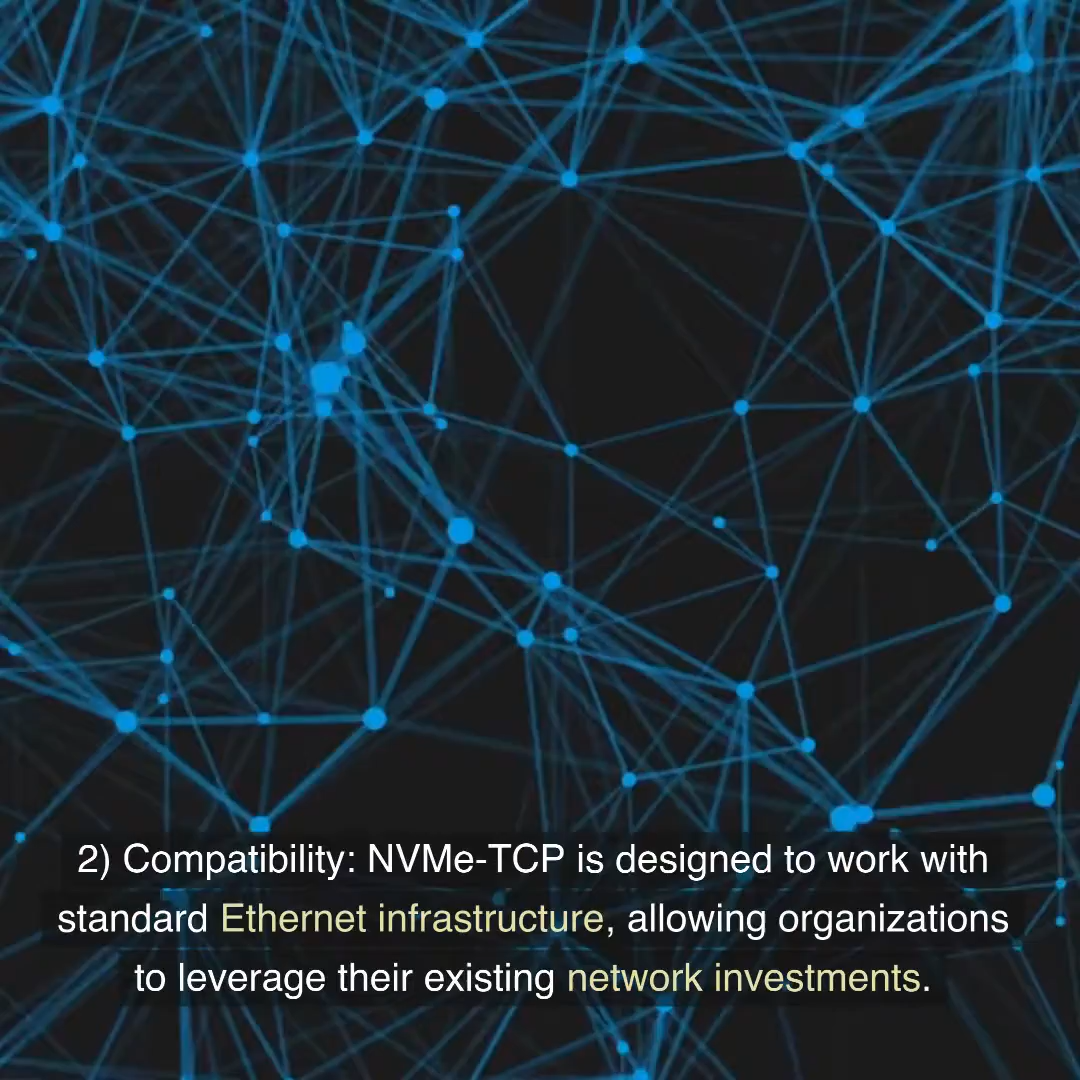 2) Compatibility: NVMe-TCP is designed to work with
standard Ethernet infrastructure, allowing organizations
to leverage their existing network investments.